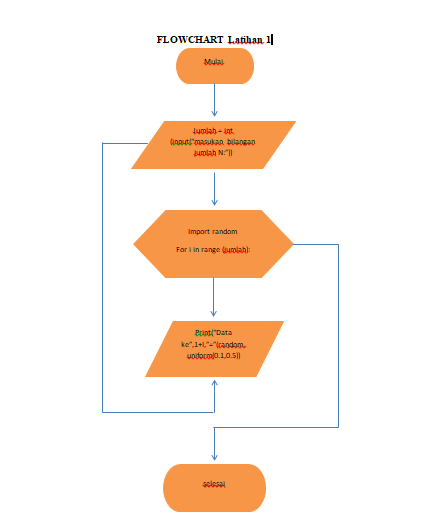 FLOWCHART Latihan 1
Mulai
Jumlah = int
(input("masukan bilangan
jumlah N:"))
Import random
For i in range (jumlah):
Print("Data
ke",1+i,"="(random.
uniform(0.1,0.5))
selesai